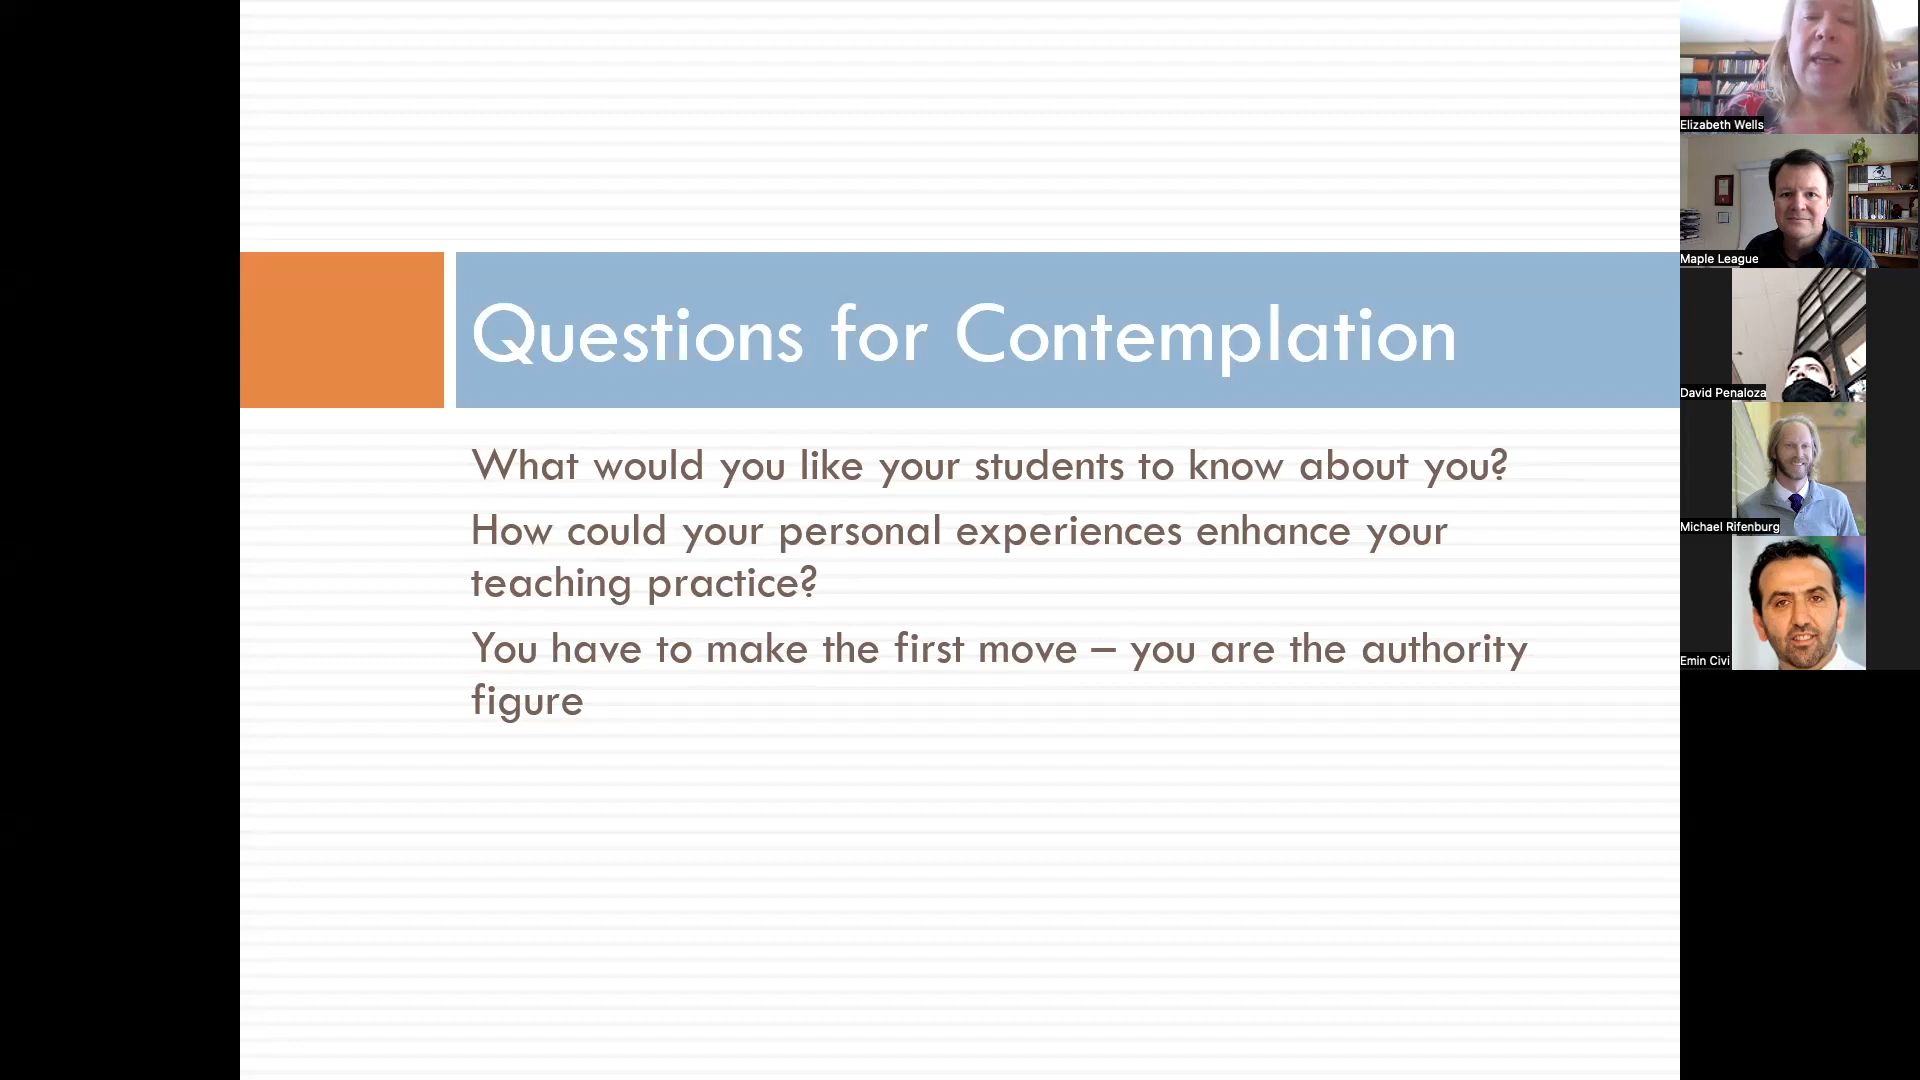 Questions for Contemplation
What would you like your students to know about you?
How could your personal experiences enhance your
teaching practice?
You have to make the first move – you are the authority
figure
Elizabeth Wells
Maple League
David Penaloza
Michael Rifenburg
Emin Civi